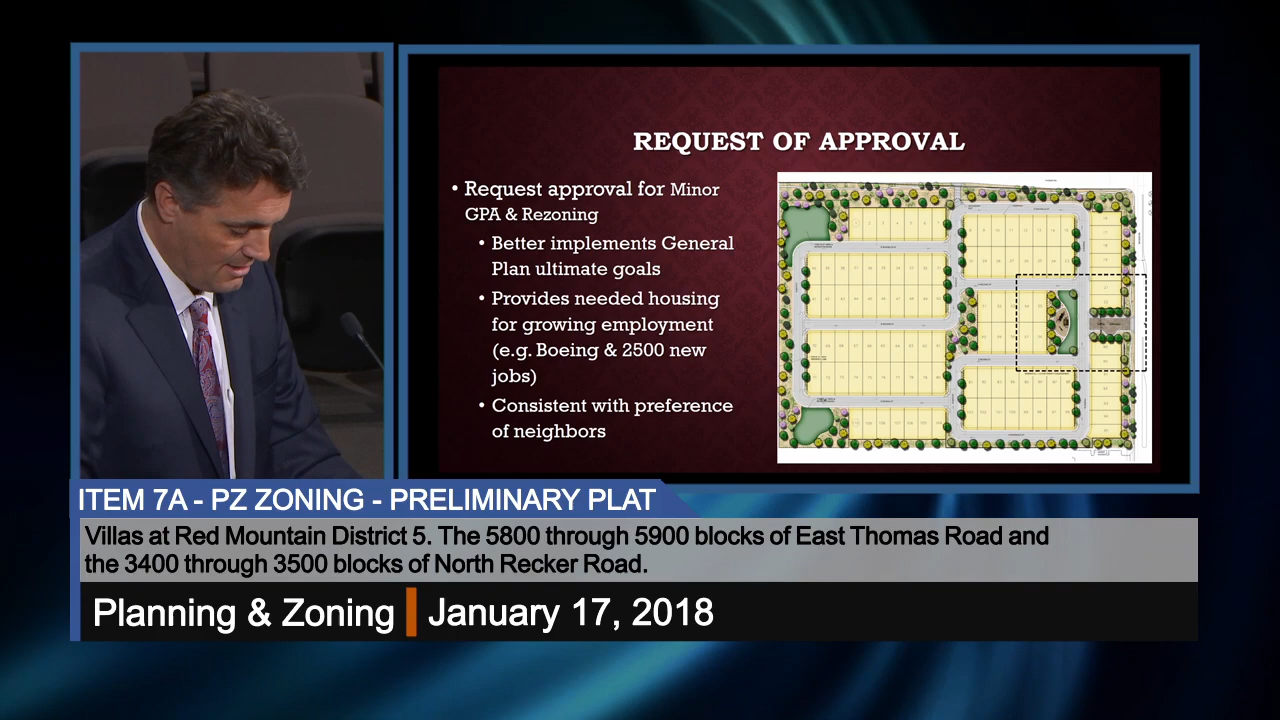 REQUEST OF APPROVAL
• Request approval for Minor
GPA & Rezoning
• Better implements General
Plan ultimate goals
• Provides needed housing
for growing employment
(e.g. Boeing & 2500 new
jobs)
• Consistent with preference
of neighbors
ITEM 7A - PZ ZONING - PRELIMINARY PLAT
Villas at Red Mountain District 5. The 5800 through 5900 blocks of East Thomas Road and
the 3400 through 3500 blocks of North Recker Road.
Planning & Zoning
January 17, 2018